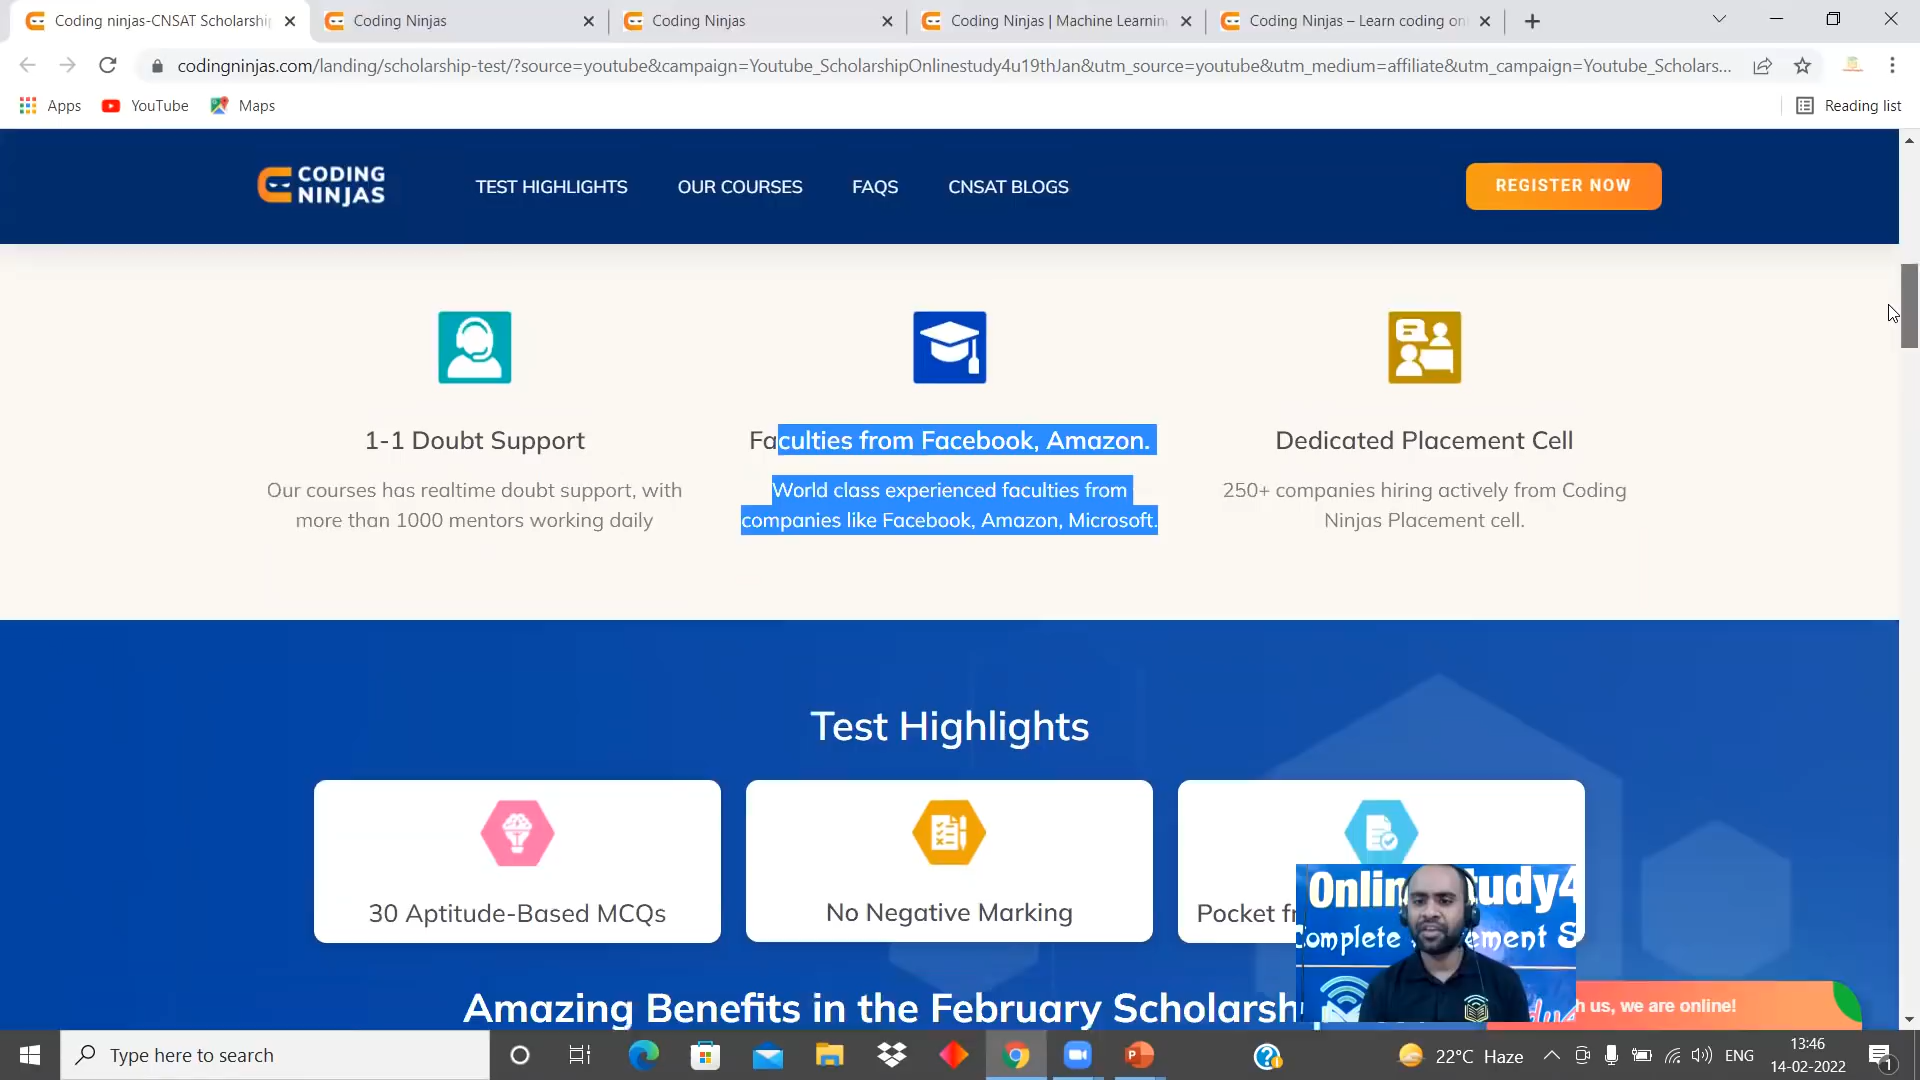 Coding ninjas-CNSAT Scholarshi
Coding Ninjas
Coding Ninjas
Coding Ninjas | Machine Learnin
Coding Ninjas – Learn coding on
codingninjas.com/landing/scholarship-test/?source=youtube&campaign=Youtube_ScholarshipOnlinestudy4u19thJan&utm_source=youtube&utm_medium=affiliate&utm_campaign=Youtube_Scholars...
Apps
YouTube
Maps
Reading list
CODING
NINJAS
TEST HIGHLIGHTS
OUR COURSES
FAQS
CNSAT BLOGS
REGISTER NOW
1-1 Doubt Support
Our courses has realtime doubt support, with
more than 1000 mentors working daily
Faculties from Facebook, Amazon.
World class experienced faculties from
companies like Facebook, Amazon, Microsoft.
Dedicated Placement Cell
250+ companies hiring actively from Coding
Ninjas Placement cell.
Test Highlights
30 Aptitude-Based MCQs
No Negative Marking
Pocket fr
Onlin tudy4
Complete ement S
Amazing Benefits in the February Scholarsh
h us, we are online!
Type here to search
22°C Haze
ENG
13:46
14-02-2022
1